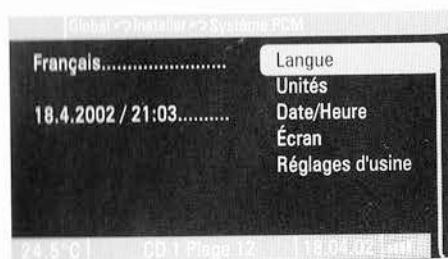 Global => Installer => Système PCM
Français........................ Langue
Unités
18.4.2002 / 21:03.......... Date/Heure
Écran
Réglages d'usine
24.5°C CD 1 Plage 12 18.04.02